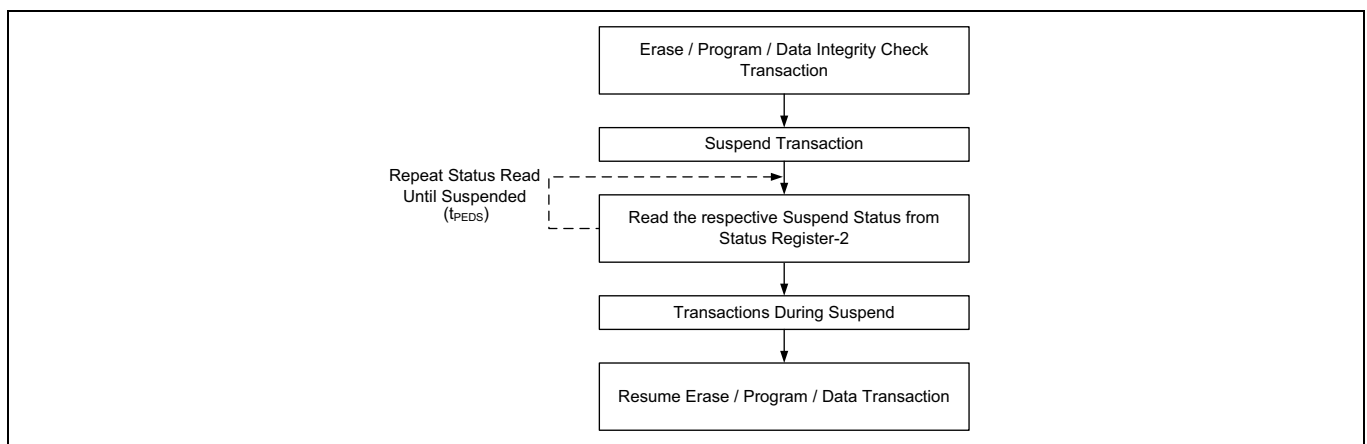 Erase / Program / Data Integrity Check
Transaction
Suspend Transaction
Repeat Status Read
Until Suspended
(tPEDS)
Read the respective Suspend Status from
Status Register-2
Transactions During Suspend
Resume Erase / Program / Data Transaction